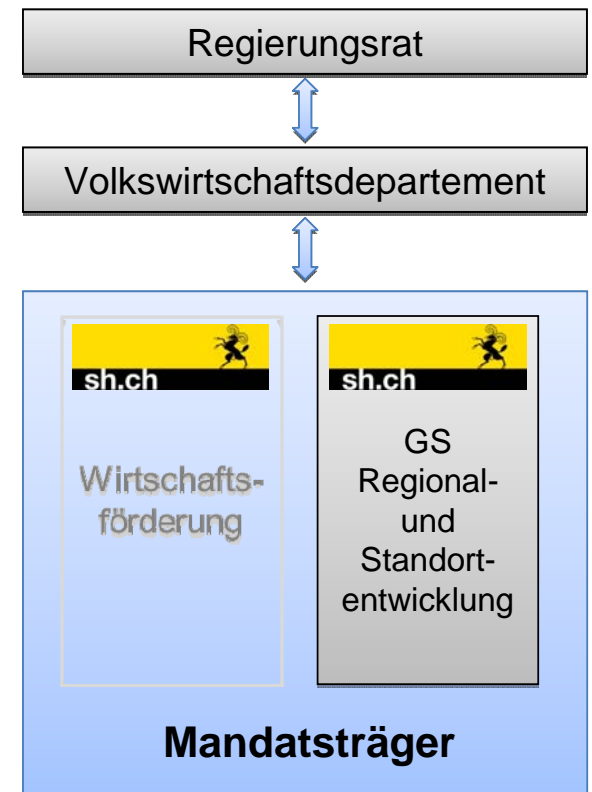 Regierungsrat
Volkswirtschaftsdepartement
sh.ch
Wirtschafts-
förderung
sh.ch
GS
Regional-
und
Standort-
entwicklung
Mandatsträger